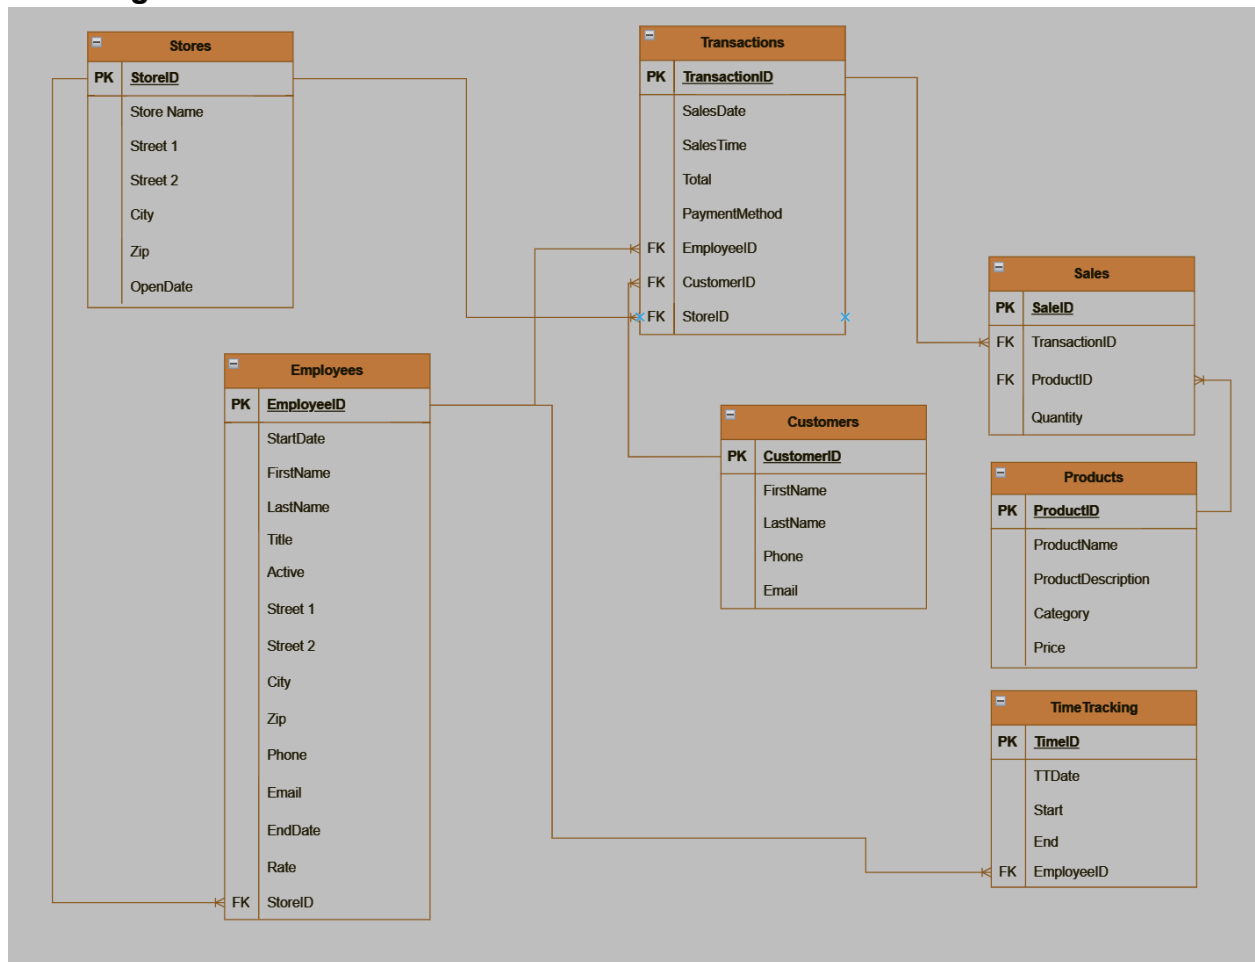 Stores
PK StoreID
Store Name
Street 1
Street 2
City
Zip
OpenDate
Transactions
PK TransactionID
SalesDate
SalesTime
Total
PaymentMethod
FK EmployeeID
FK CustomerID
FK StoreID
Sales
PK SaleID
FK TransactionID
FK ProductID
Quantity
Employees
PK EmployeeID
StartDate
FirstName
LastName
Title
Active
Street 1
Street 2
City
Zip
Phone
Email
EndDate
Rate
FK StoreID
Customers
PK CustomerID
FirstName
LastName
Phone
Email
Products
PK ProductID
ProductName
ProductDescription
Category
Price
TimeTracking
PK TimeID
TTDate
Start
End
FK EmployeeID